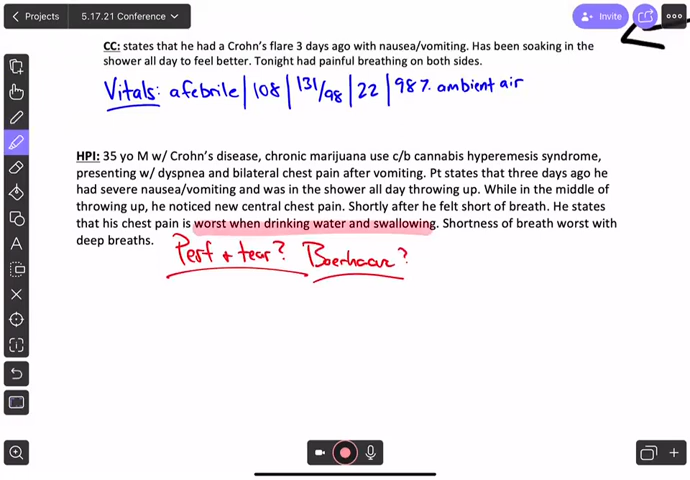 Projects
5.17.21 Conference
Invite
CC: states that he had a Crohn's flare 3 days ago with nausea/vomiting. Has been soaking in the
shower all day to feel better. Tonight had painful breathing on both sides.
Vitals: afebrile | 108 | 131/98 | 22 | 98% ambient air
HPI: 35 yo M w/ Crohn's disease, chronic marijuana use c/b cannabis hyperemesis syndrome,
presenting w/ dyspnea and bilateral chest pain after vomiting. Pt states that three days ago he
had severe nausea/vomiting and was in the shower all day throwing up. While in the middle of
throwing up, he noticed new central chest pain. Shortly after he felt short of breath. He states
that his chest pain is worst when drinking water and swallowing. Shortness of breath worst with
deep breaths.
Perf + tear? Boerhaave?
A